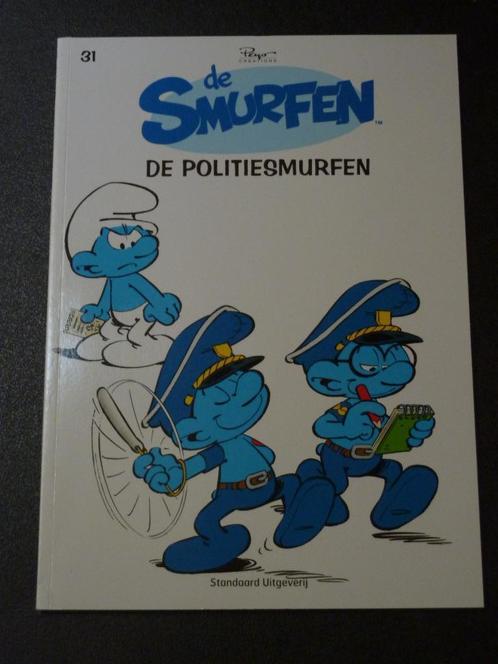 31
Peyo
CREATIONS
de
SMURFEN
TM
DE POLITIESMURFEN
Standaard Uitgeverij